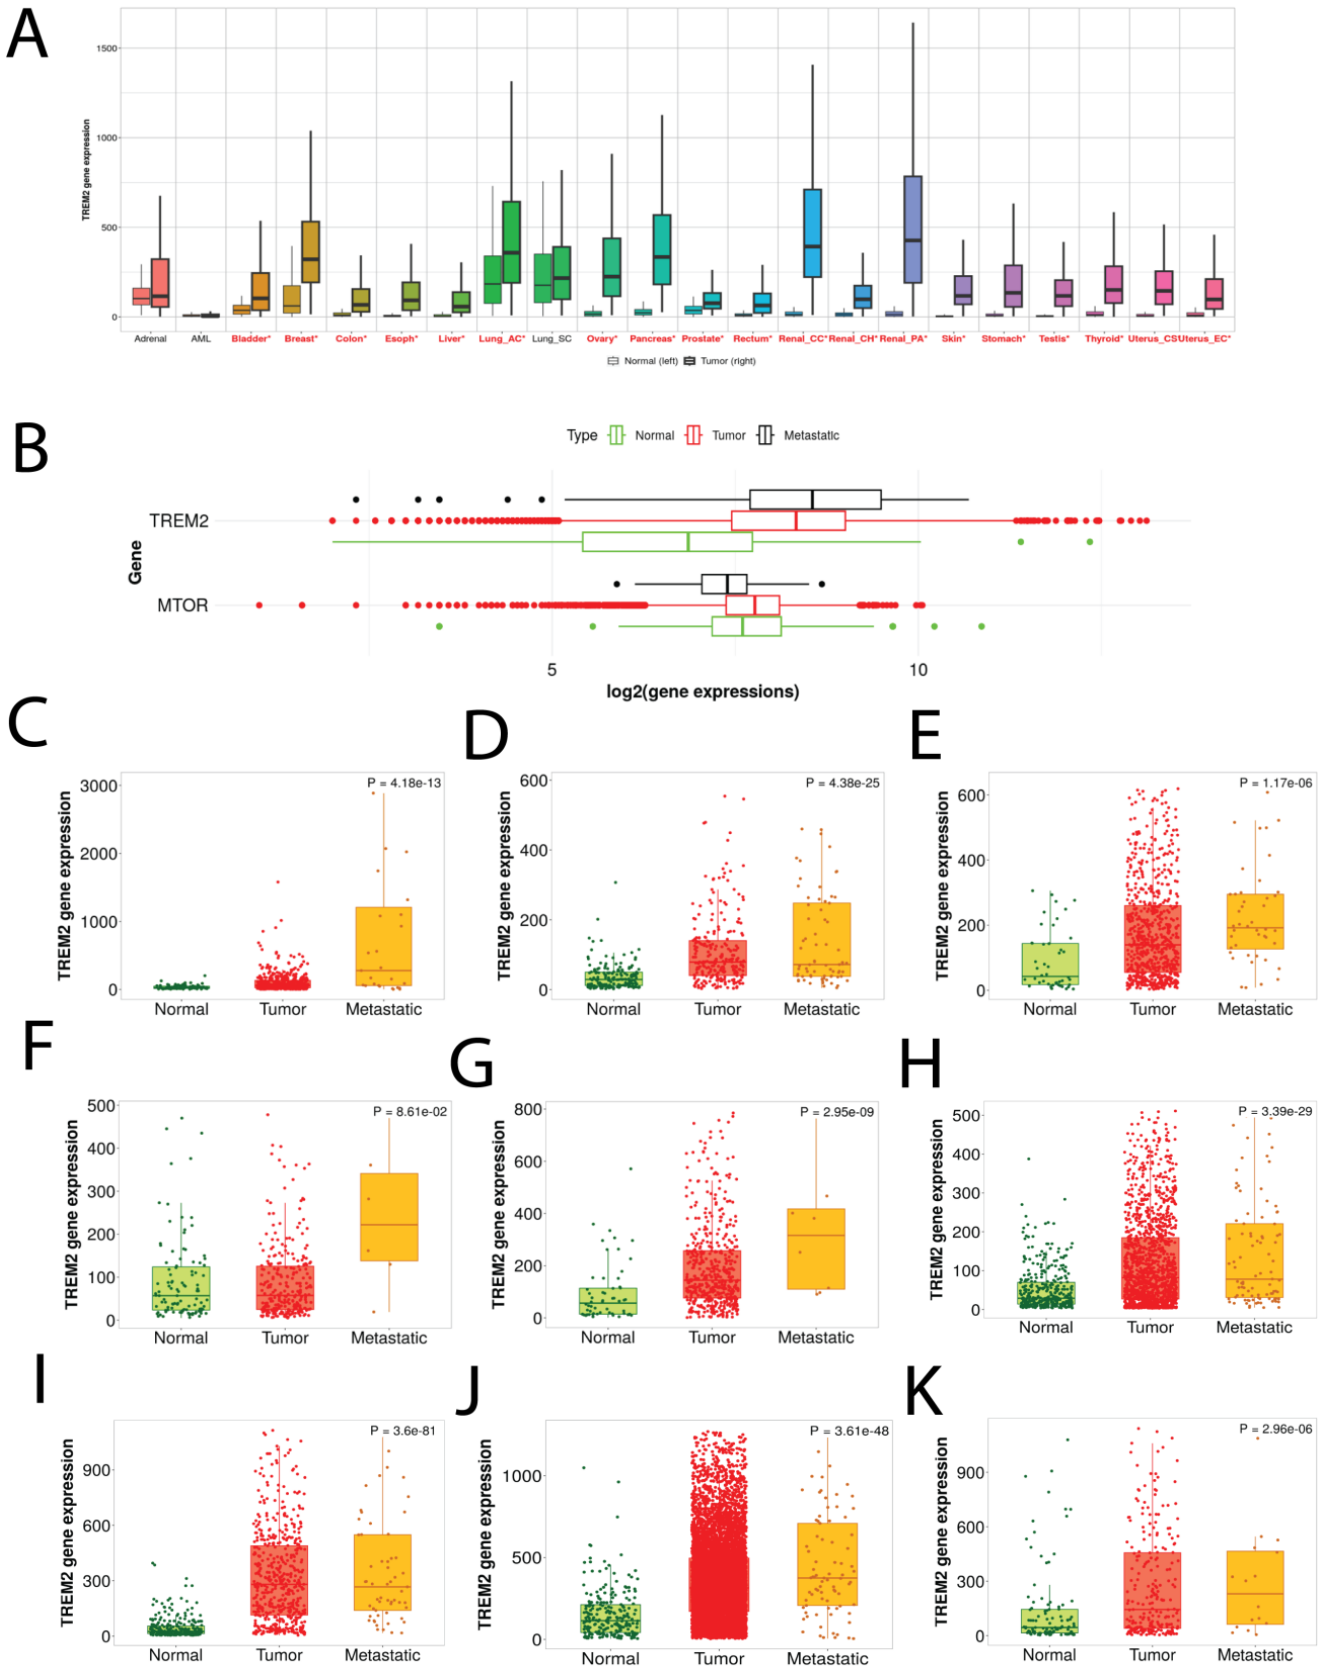 A
1500
1000
500
0
TREM2 gene expression
Adrenal AML Bladder* Breast* Colon* Esoph* Liver* Lung_AC* Lung_SC Ovary* Pancreas* Prostate* Rectum* Renal_CC* Renal_CH* Renal_PA* Skin* Stomach* Testis* Thyroid* Uterus_CS* Uterus_EC*
Normal (left) Tumor (right)
B
Type Normal Tumor Metastatic
TREM2
MTOR
Gene
5 10
log2(gene expressions)
C
TREM2 gene expression
3000
2000
1000
0
P = 4.18e-13
Normal Tumor Metastatic
D
TREM2 gene expression
600
400
200
0
P = 4.38e-25
Normal Tumor Metastatic
E
TREM2 gene expression
600
400
200
0
P = 1.17e-06
Normal Tumor Metastatic
F
TREM2 gene expression
500
400
300
200
100
0
P = 8.61e-02
Normal Tumor Metastatic
G
TREM2 gene expression
800
600
400
200
0
P = 2.95e-09
Normal Tumor Metastatic
H
TREM2 gene expression
500
400
300
200
100
0
P = 3.39e-29
Normal Tumor Metastatic
I
TREM2 gene expression
900
600
300
0
P = 3.6e-81
Normal Tumor Metastatic
J
TREM2 gene expression
1000
500
0
P = 3.61e-48
Normal Tumor Metastatic
K
TREM2 gene expression
900
600
300
0
P = 2.96e-06
Normal Tumor Metastatic